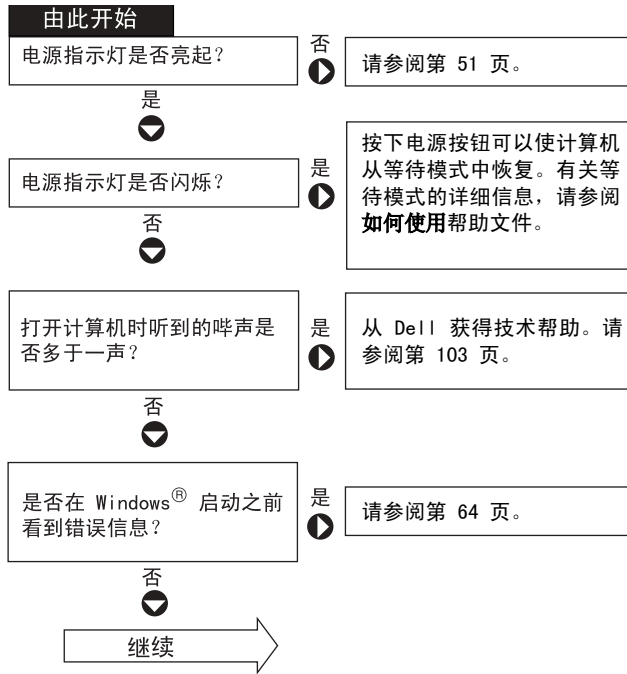 由此开始
电源指示灯是否亮起?
否
请参阅第 51 页。
是
电源指示灯是否闪烁?
是
按下电源按钮可以使计算机
从等待模式中恢复。有关等
待模式的详细信息，请参阅
如何使用帮助文件。
否
打开计算机时听到的哔声是
否多于一声?
是
从 Dell 获得技术帮助。请
参阅第 103 页。
否
是否在 Windows® 启动之前
看到错误信息?
是
请参阅第 64 页。
否
继续